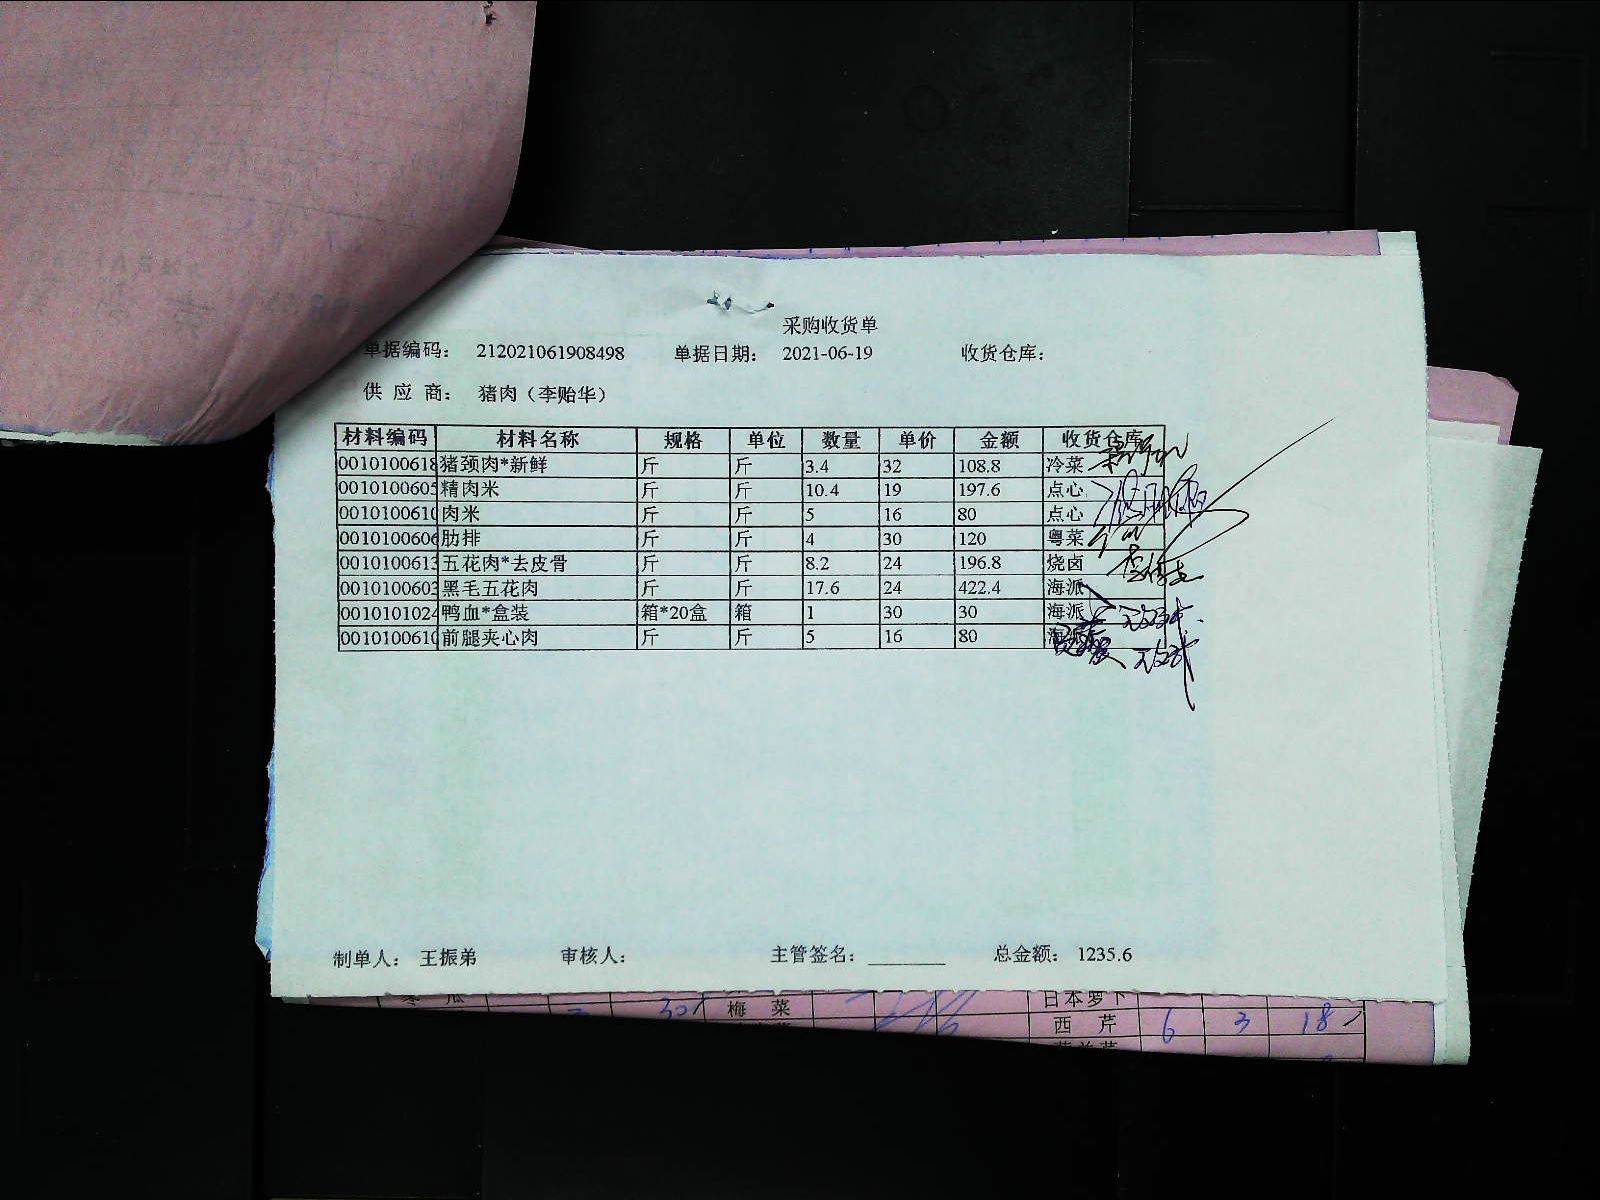 采购收货单
单据编码： 212021061908498 单据日期： 2021-06-19 收货仓库：
供 应 商： 猪肉（李贻华）
材料编码 材料名称 规格 单位 数量 单价 金额 收货仓库
0010100618 猪颈肉*新鲜 斤 斤 3.4 32 108.8 冷菜
0010100605 精肉米 斤 斤 10.4 19 197.6 点心
0010100610 肉米 斤 斤 5 16 80 点心
0010100606 肋排 斤 斤 4 30 120 粤菜
0010100613 五花肉*去皮骨 斤 斤 8.2 24 196.8 烧卤
0010100603 黑毛五花肉 斤 斤 17.6 24 422.4 海派
0010101024 鸭血*盒装 箱*20盒 箱 1 30 30 海派
0010100610 前腿夹心肉 斤 斤 5 16 80
制单人： 王振弟 审核人： 主管签名： ________ 总金额： 1235.6
30 梅 菜 日本萝卜
西 芹 6 3 18